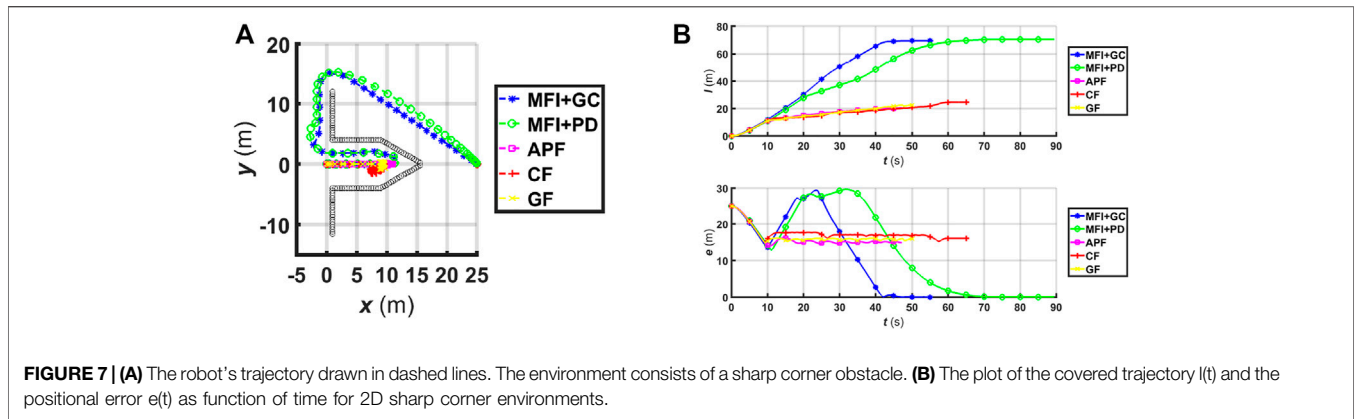 A
20
10
0
-10
y (m)
-5 0 5 10 15 20 25
x (m)
MFI+GC
MFI+PD
APF
CF
GF
B
80
60
40
20
0
l (m)
0 10 20 30 40 50 60 70 80 90
t (s)
MFI+GC
MFI+PD
APF
CF
GF
30
20
10
0
e (m)
0 10 20 30 40 50 60 70 80 90
t (s)
MFI+GC
MFI+PD
APF
CF
GF
FIGURE 7 | (A) The robot's trajectory drawn in dashed lines. The environment consists of a sharp corner obstacle. (B) The plot of the covered trajectory l(t) and the
positional error e(t) as function of time for 2D sharp corner environments.